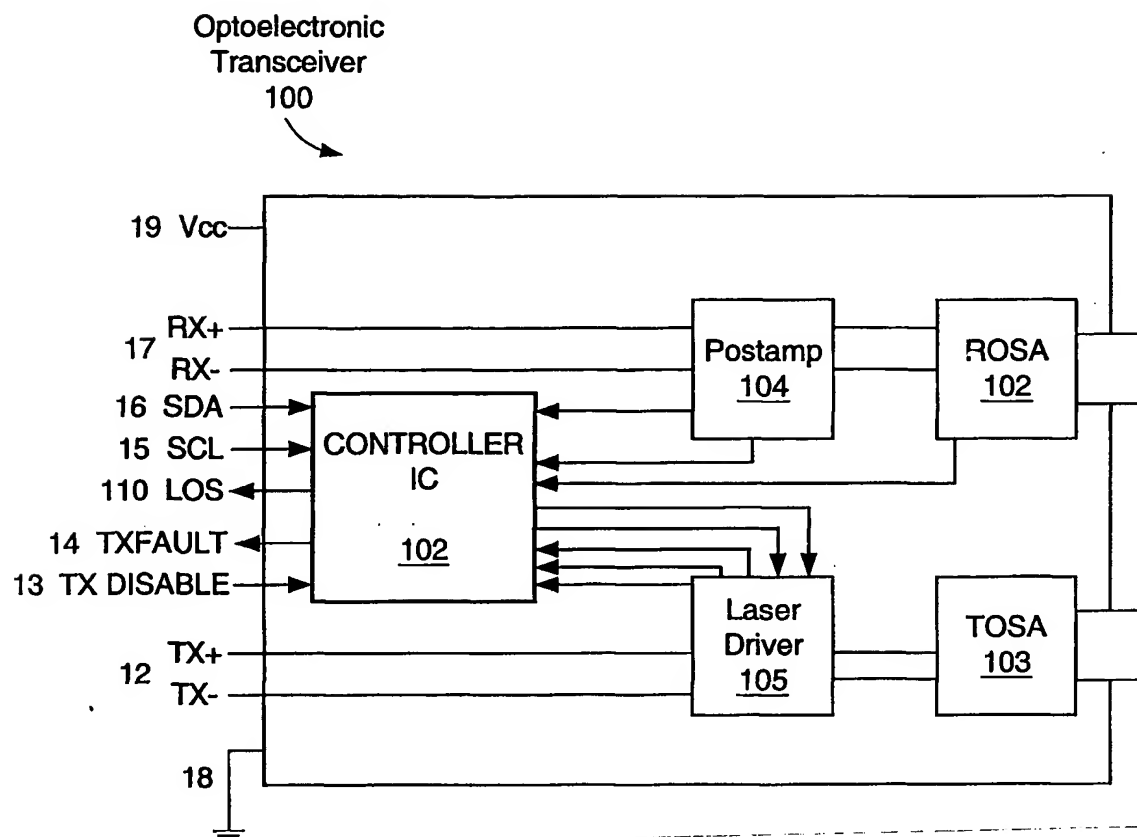 Optoelectronic
Transceiver
100
19 Vcc
17 RX+
RX-
16 SDA
15 SCL
110 LOS
14 TXFAULT
13 TX DISABLE
12 TX+
TX-
18
CONTROLLER
IC
102
Postamp
104
ROSA
102
Laser
Driver
105
TOSA
103